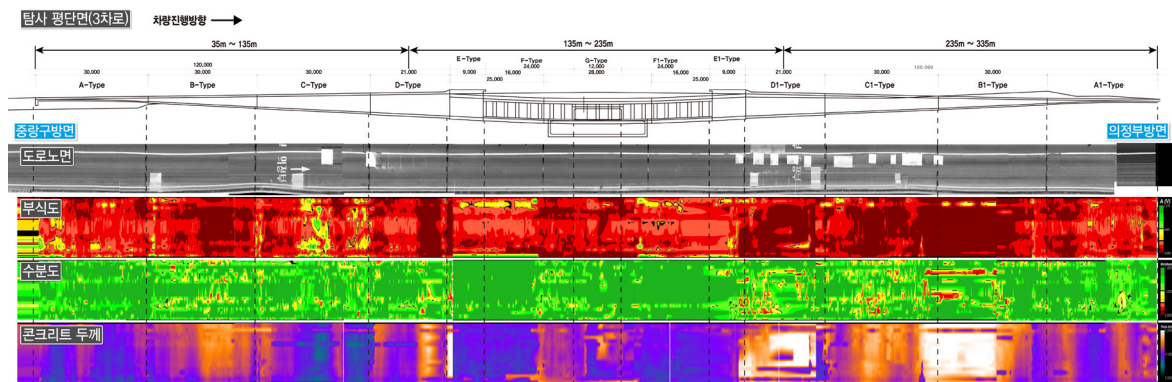 탐사 평단면(3차로)
차량진행방향
35m ~ 135m
135m ~ 235m
235m ~ 335m
120,000
120,000
E-Type
F-Type
G-Type
F1-Type
E1-Type
30,000
30,000
30,000
21,000
9,000
24,000
12,000
24,000
9,000
21,000
30,000
30,000
25,000
16,000
28,000
16,000
25,000
A-Type
B-Type
C-Type
D-Type
D1-Type
C1-Type
B1-Type
A1-Type
중랑구방면
의정부방면
도로노면
부식도
수분도
콘크리트 두께